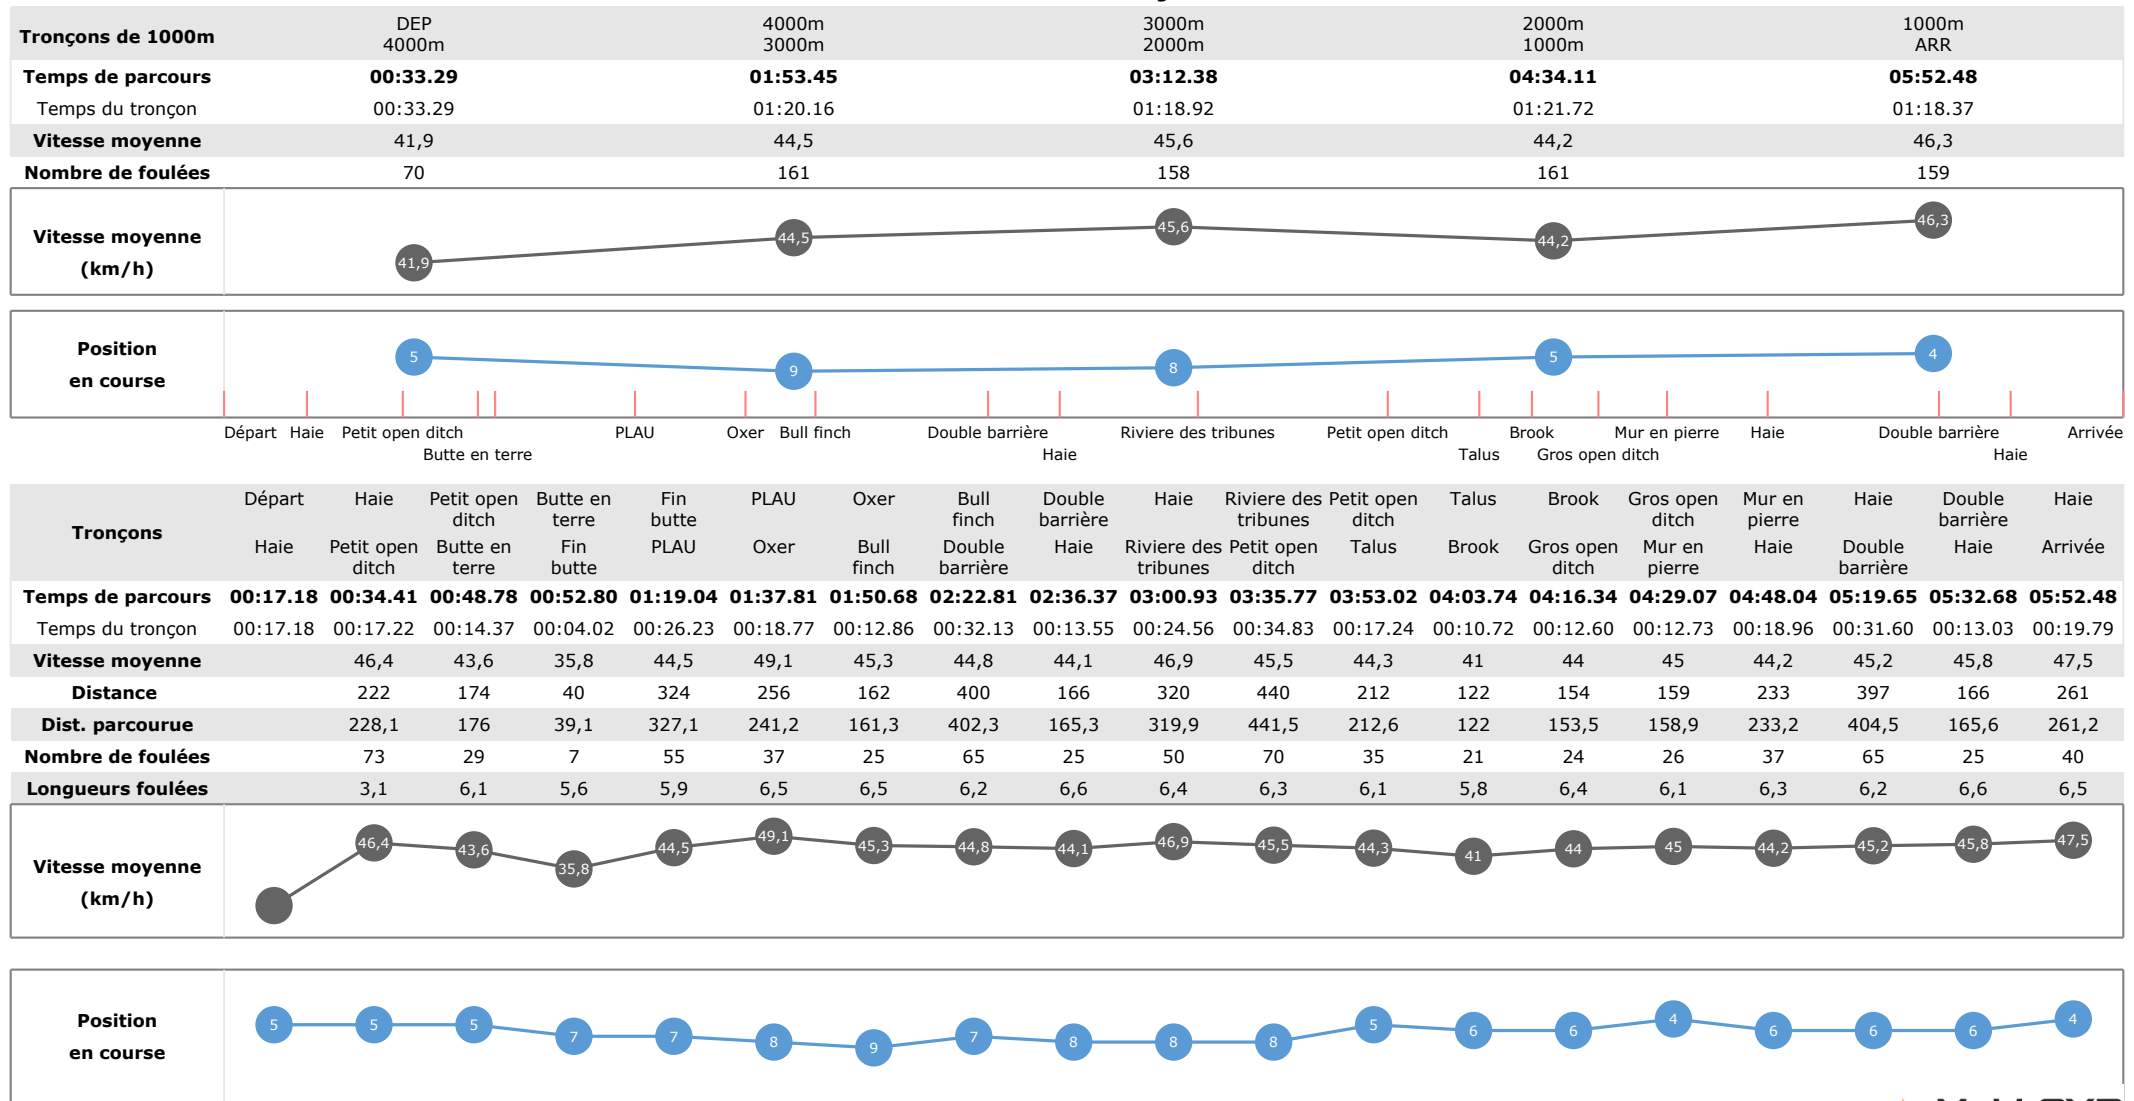 Tronçons de 1000m DEP 4000m 3000m 2000m 1000m
4000m 3000m 2000m 1000m ARR
Temps de parcours 00:33.29 01:53.45 03:12.38 04:34.11 05:52.48
Temps du tronçon 00:33.29 01:20.16 01:18.92 01:21.72 01:18.37
Vitesse moyenne 41,9 44,5 45,6 44,2 46,3
Nombre de foulées 70 161 158 161 159
Vitesse moyenne
(km/h)
41,9 44,5 45,6 44,2 46,3
Position
en course
5 9 8 5 4
Départ Haie Petit open ditch PLAU Oxer Bull finch Double barrière Riviere des tribunes Petit open ditch Brook Mur en pierre Haie Double barrière Arrivée
Butte en terre Haie Talus Gros open ditch Haie
Tronçons
Départ Haie Petit open ditch Butte en terre Fin butte PLAU Oxer Bull finch Double barrière Haie Riviere des tribunes Petit open ditch Talus Brook Gros open ditch Mur en pierre Haie Double barrière Haie
Haie Petit open ditch Butte en terre Fin butte PLAU Oxer Bull finch Double barrière Haie Riviere des tribunes Petit open ditch Talus Brook Gros open ditch Mur en pierre Haie Double barrière Haie Arrivée
Temps de parcours 00:17.18 00:34.41 00:48.78 00:52.80 01:19.04 01:37.81 01:50.68 02:22.81 02:36.37 03:00.93 03:35.77 03:53.02 04:03.74 04:16.34 04:29.07 04:48.04 05:19.65 05:32.68 05:52.48
Temps du tronçon 00:17.18 00:17.22 00:14.37 00:04.02 00:26.23 00:18.77 00:12.86 00:32.13 00:13.55 00:24.56 00:34.83 00:17.24 00:10.72 00:12.60 00:12.73 00:18.96 00:31.60 00:13.03 00:19.79
Vitesse moyenne 46,4 43,6 35,8 44,5 49,1 45,3 44,8 44,1 46,9 45,5 44,3 41 44 45 44,2 45,2 45,8 47,5
Distance 222 174 40 324 256 162 400 166 320 440 212 122 154 159 233 397 166 261
Dist. parcourue 228,1 176 39,1 327,1 241,2 161,3 402,3 165,3 319,9 441,5 212,6 122 153,5 158,9 233,2 404,5 165,6 261,2
Nombre de foulées 73 29 7 55 37 25 65 25 50 70 35 21 24 26 37 65 25 40
Longueurs foulées 3,1 6,1 5,6 5,9 6,5 6,5 6,2 6,6 6,4 6,3 6,1 5,8 6,4 6,1 6,3 6,2 6,6 6,5
Vitesse moyenne
(km/h)
46,4 43,6 35,8 44,5 49,1 45,3 44,8 44,1 46,9 45,5 44,3 41 44 45 44,2 45,2 45,8 47,5
Position
en course
5 5 5 7 7 8 9 7 8 8 8 5 6 6 4 6 6 6 4